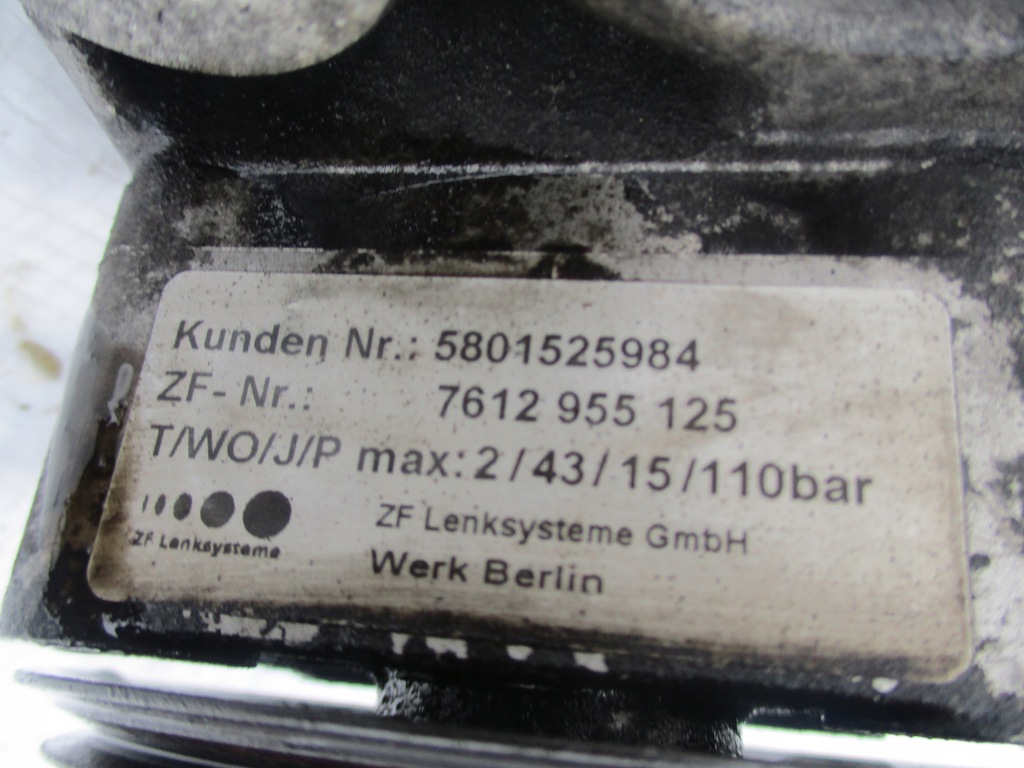 Kunden Nr.: 5801525984
ZF- Nr.: 7612 955 125
T/WO/J/P max: 2/43/15/110bar
ZF Lenksysteme
ZF Lenksysteme GmbH
Werk Berlin